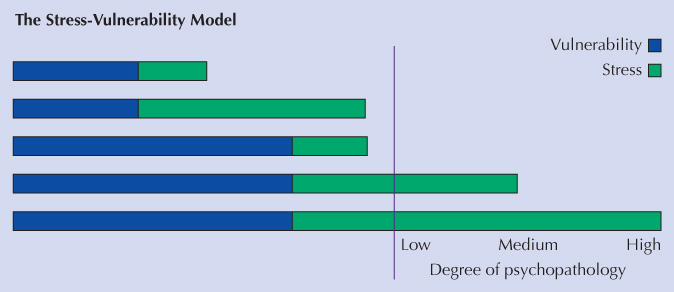 The Stress-Vulnerability Model
Vulnerability
Stress
Low Medium High
Degree of psychopathology